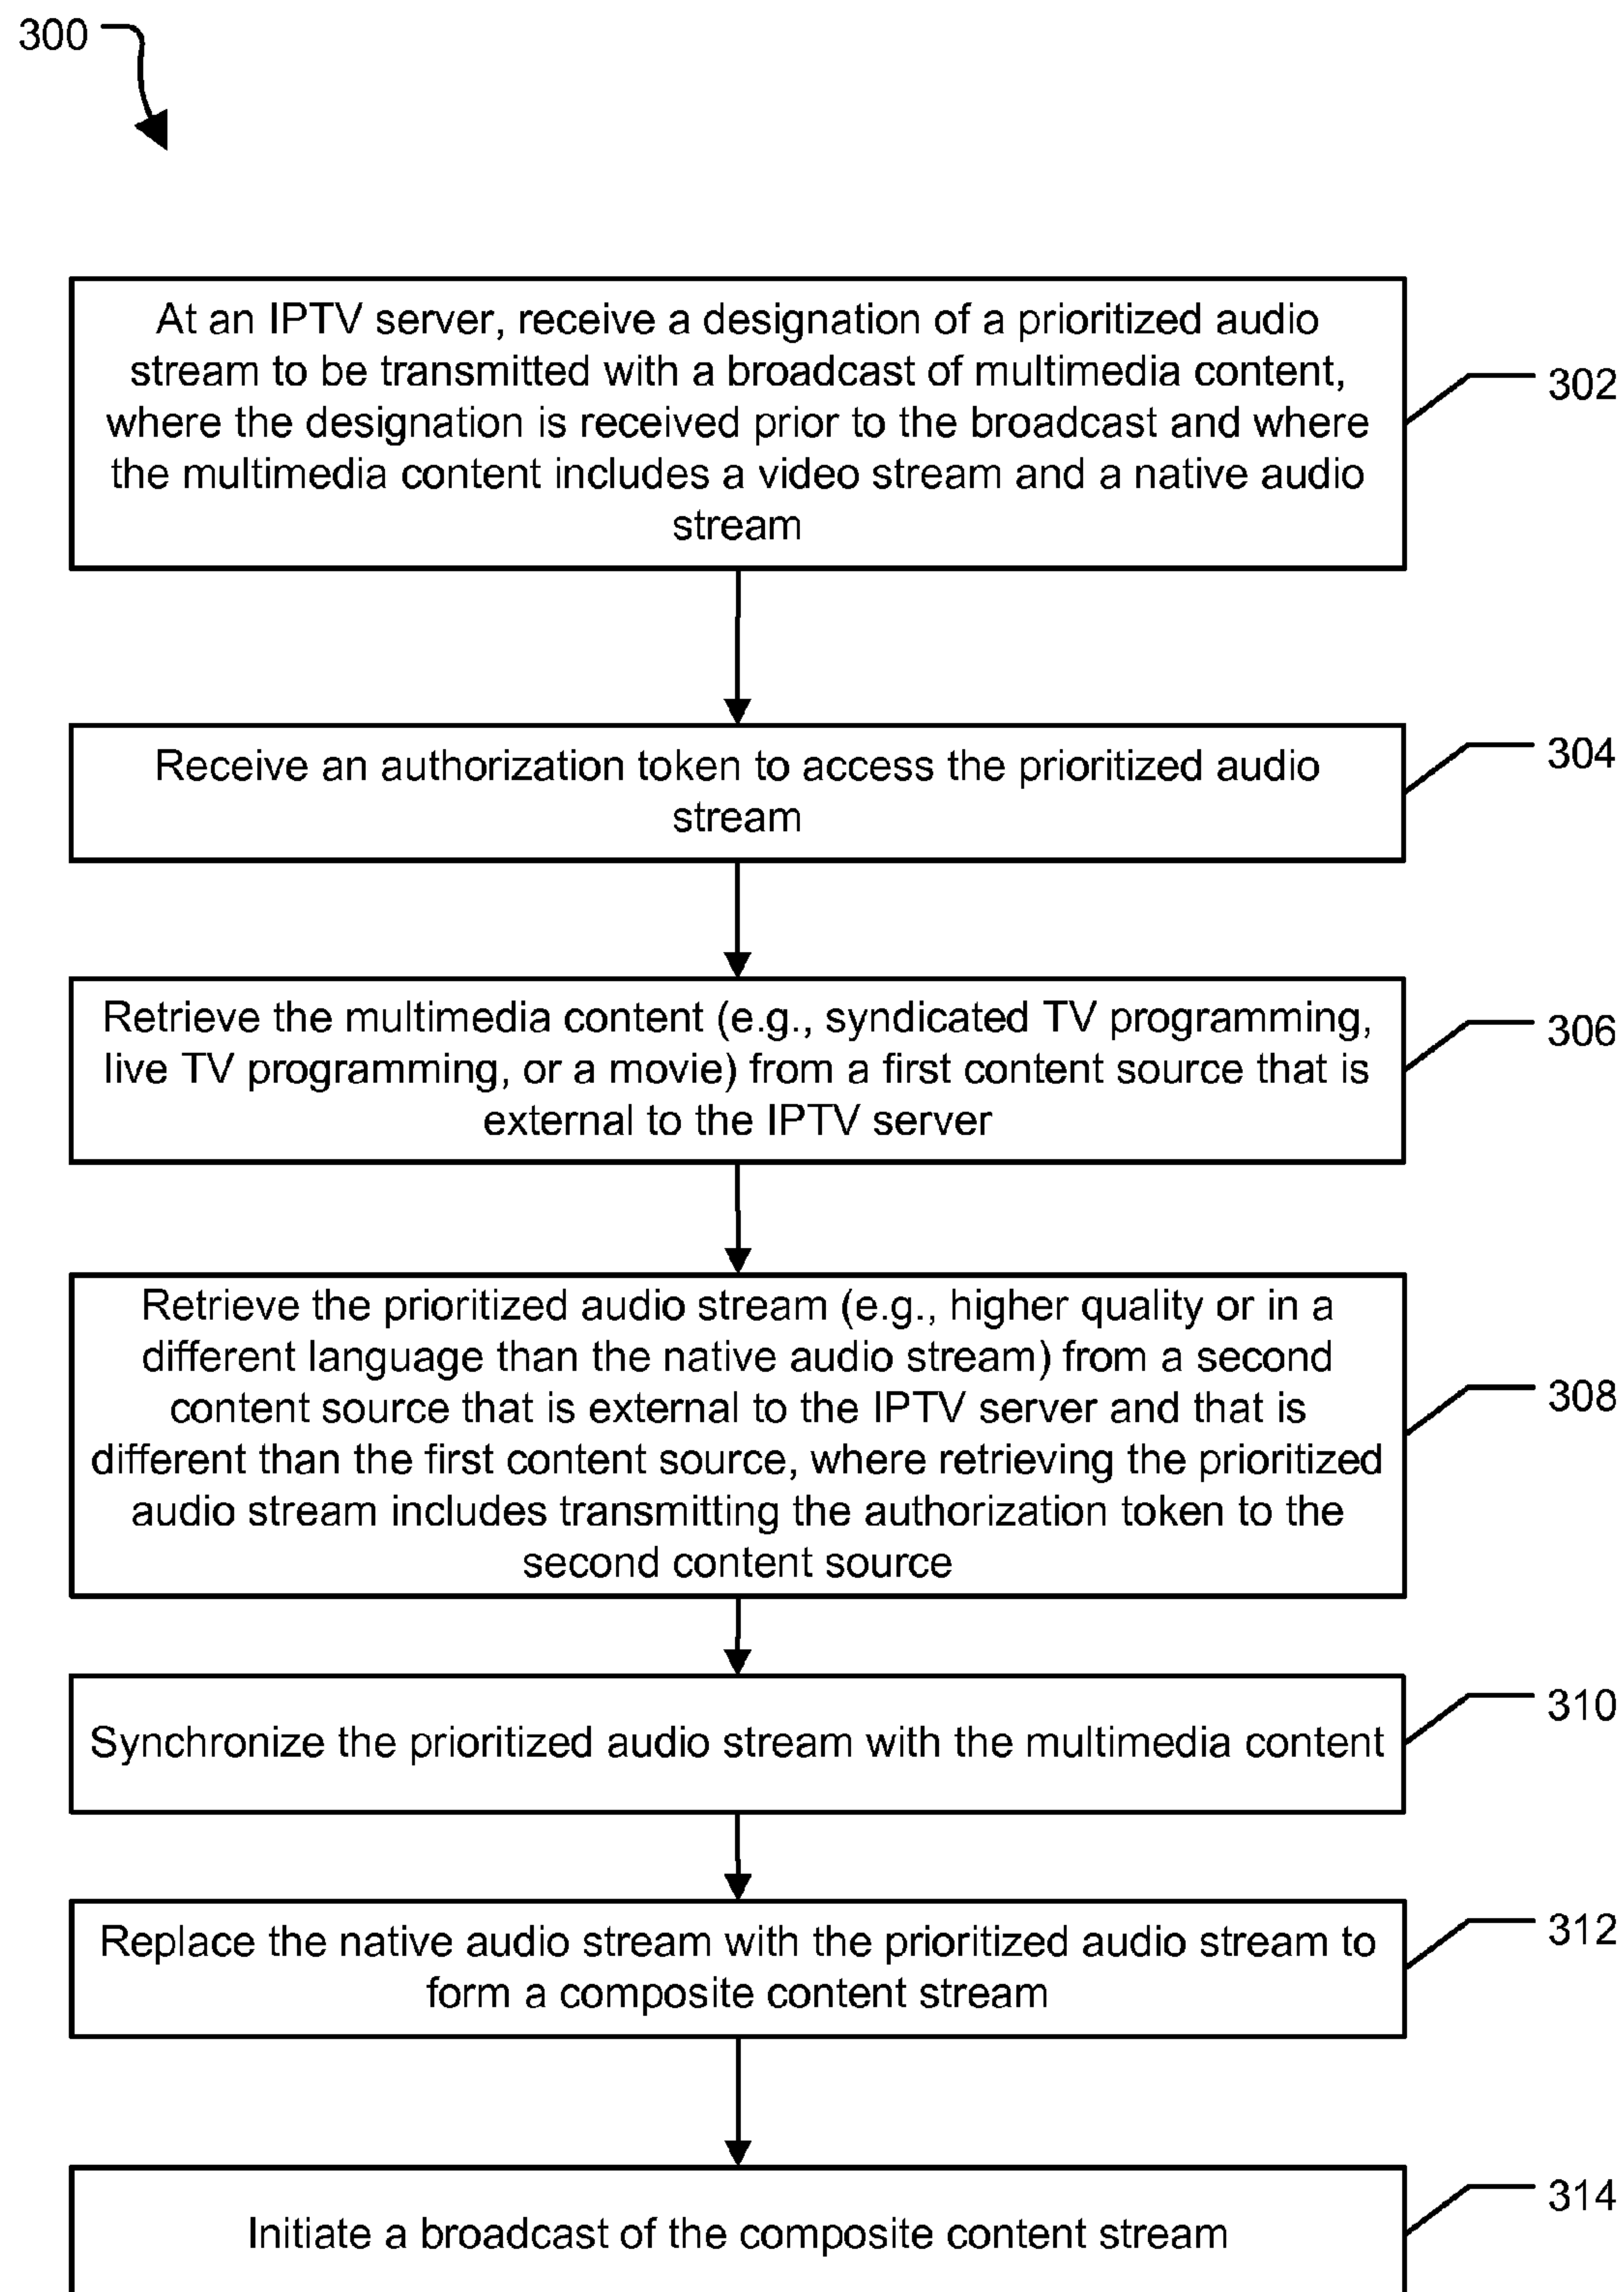 300
At an IPTV server, receive a designation of a prioritized audio
stream to be transmitted with a broadcast of multimedia content,
where the designation is received prior to the broadcast and where
the multimedia content includes a video stream and a native audio
stream
302
Receive an authorization token to access the prioritized audio
stream
304
Retrieve the multimedia content (e.g., syndicated TV programming,
live TV programming, or a movie) from a first content source that is
external to the IPTV server
306
Retrieve the prioritized audio stream (e.g., higher quality or in a
different language than the native audio stream) from a second
content source that is external to the IPTV server and that is
different than the first content source, where retrieving the prioritized
audio stream includes transmitting the authorization token to the
second content source
308
Synchronize the prioritized audio stream with the multimedia content
310
Replace the native audio stream with the prioritized audio stream to
form a composite content stream
312
Initiate a broadcast of the composite content stream
314